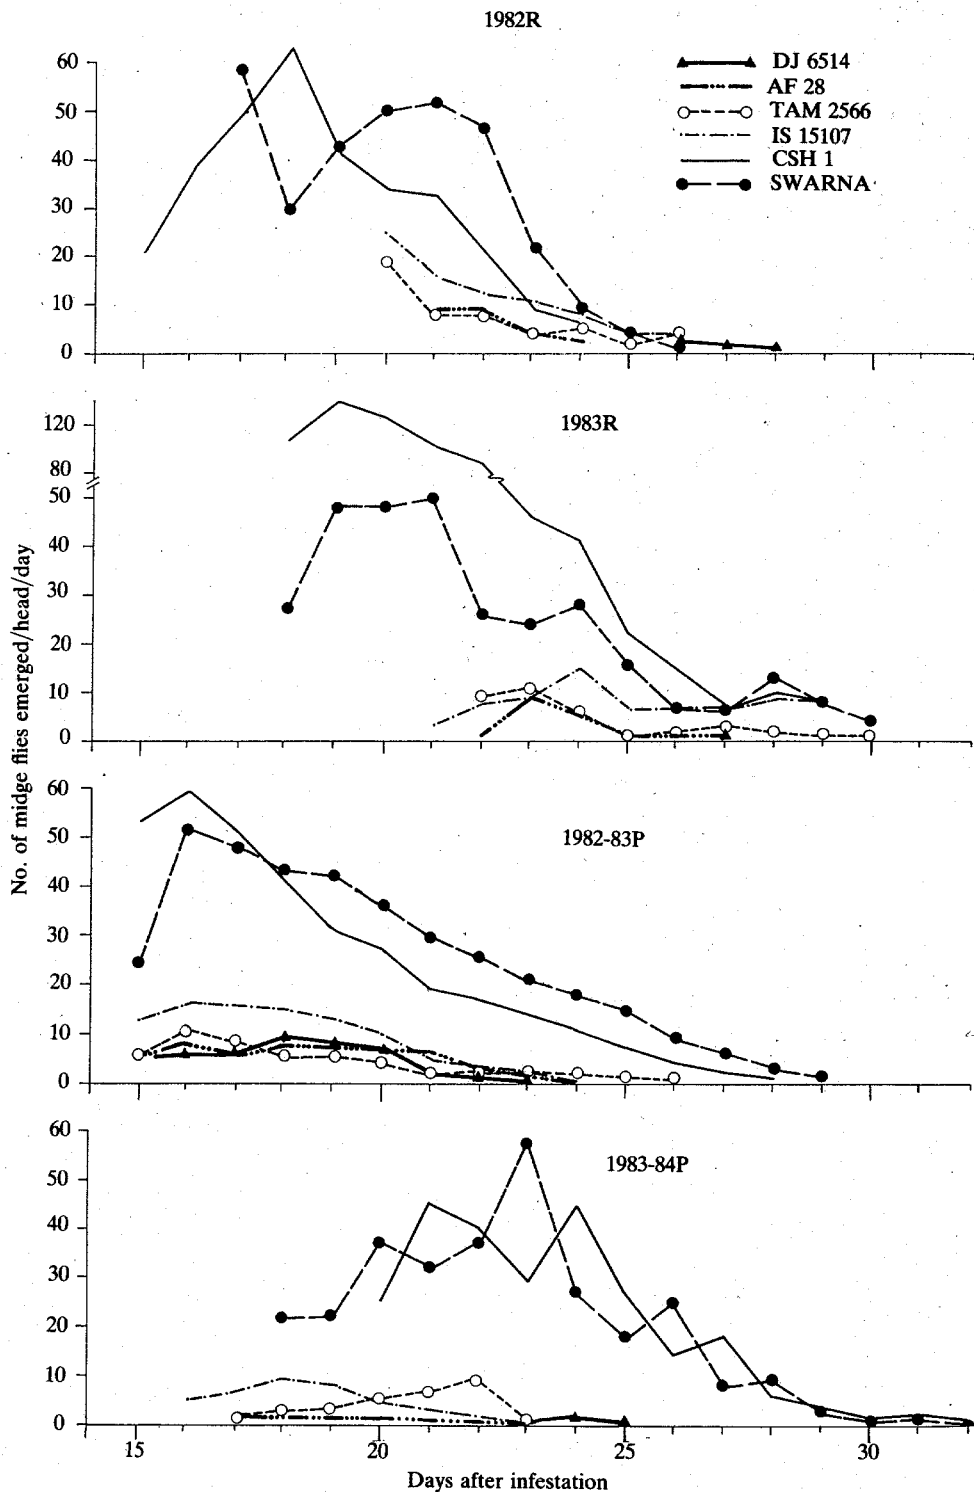 1982R
DJ 6514
AF 28
TAM 2566
IS 15107
CSH 1
SWARNA
60
50
40
30
20
10
0
1983R
120
80
50
40
30
20
10
0
No. of midge flies emerged/head/day
1982-83P
60
50
40
30
20
10
0
1983-84P
60
50
40
30
20
10
0
15 20 25 30
Days after infestation